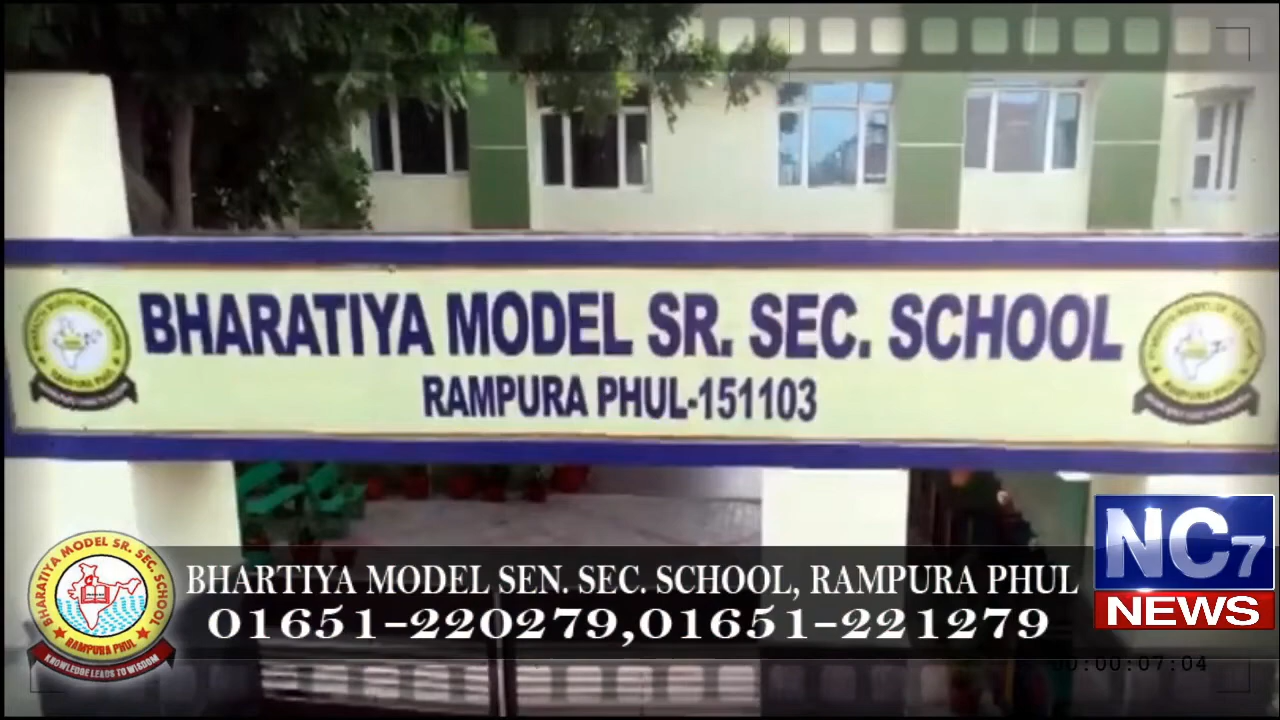 BHARATIYA MODEL SR. SEC. SCHOOL
RAMPURA PHUL-151103
BHARATIYA MODEL SR. SEC. SCHOOL
RAMPURA PHUL
KNOWLEDGE LEADS TO WISDOM
BHARTIYA MODEL SEN. SEC. SCHOOL, RAMPURA PHUL
01651-220279,01651-221279
NC7
NEWS
00:00:07:04